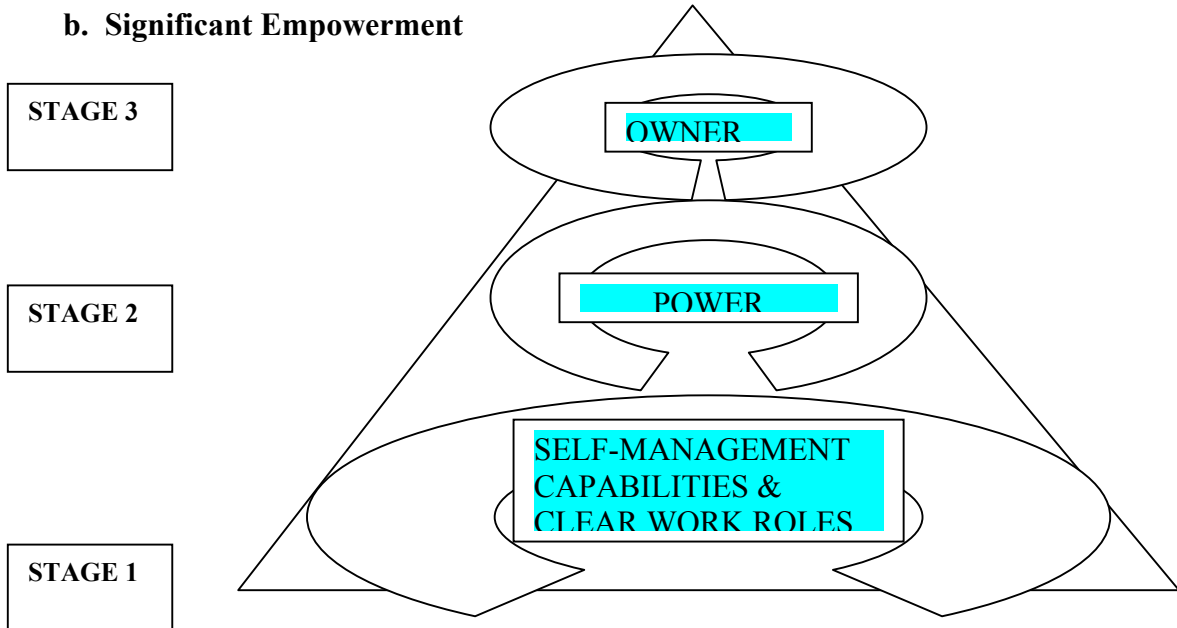 b. Significant Empowerment
STAGE 3
OWNER
STAGE 2
POWER
SELF-MANAGEMENT
CAPABILITIES &
CLEAR WORK ROLES
STAGE 1